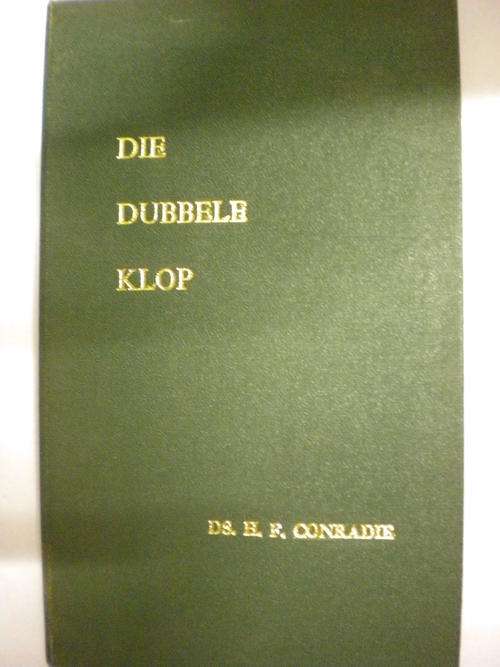 DIE
DUBBELE
KLOP
DS. H. F. CONRADIE